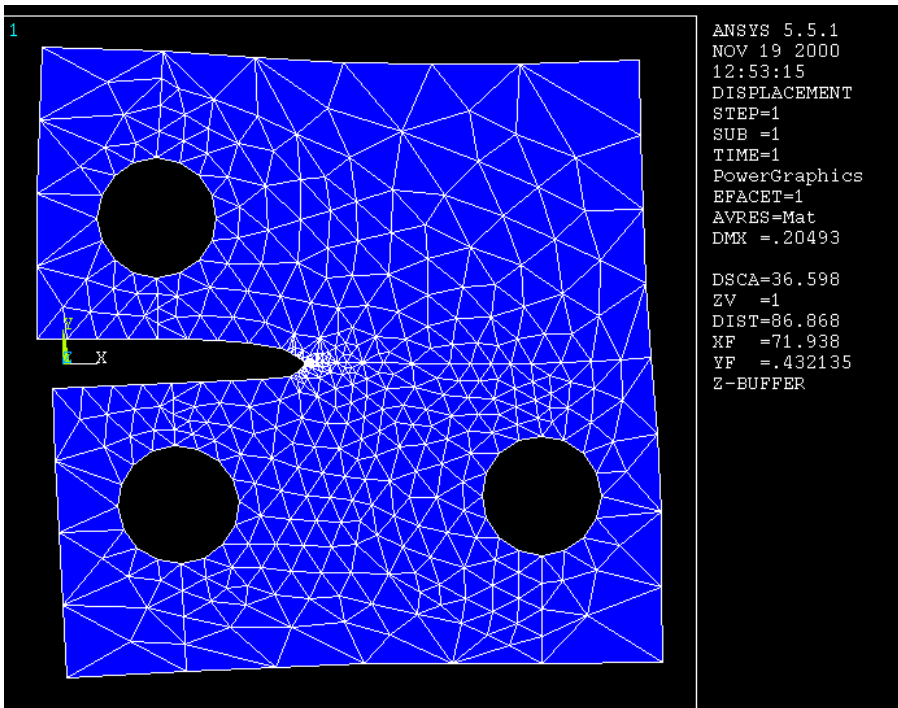 1
ANSYS 5.5.1
NOV 19 2000
12:53:15
DISPLACEMENT
STEP=1
SUB =1
TIME=1
PowerGraphics
EFACET=1
AVRES=Mat
DMX =.20493
DSCA=36.598
ZV =1
DIST=86.868
XF =71.938
YF =.432135
Z-BUFFER
Y
X